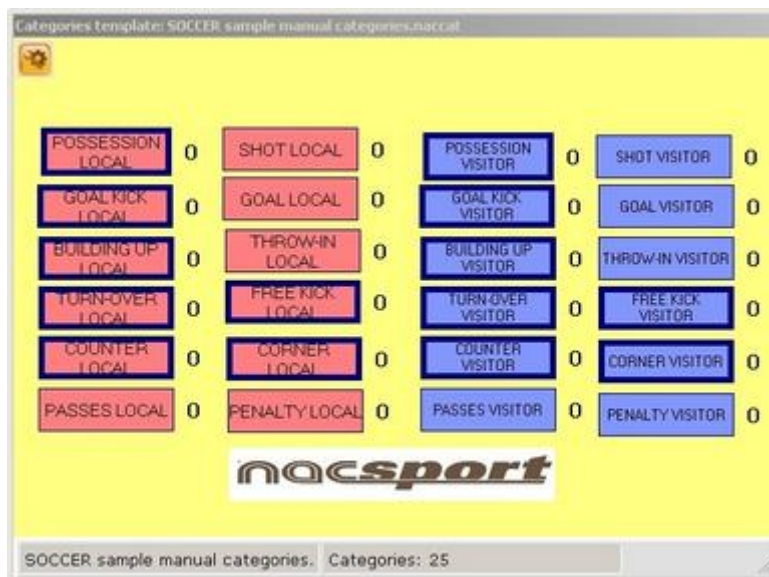 Categories template: SOCCER sample manual categories.naccat
POSSESSION LOCAL 0
SHOT LOCAL 0
POSSESSION VISITOR 0
SHOT VISITOR 0
GOAL KICK LOCAL 0
GOAL LOCAL 0
GOAL KICK VISITOR 0
GOAL VISITOR 0
BUILDING UP LOCAL 0
THROW-IN LOCAL 0
BUILDING UP VISITOR 0
THROW-IN VISITOR 0
TURN-OVER LOCAL 0
FREE KICK LOCAL 0
TURN-OVER VISITOR 0
FREE KICK VISITOR 0
COUNTER LOCAL 0
CORNER LOCAL 0
COUNTER VISITOR 0
CORNER VISITOR 0
PASSES LOCAL 0
PENALTY LOCAL 0
PASSES VISITOR 0
PENALTY VISITOR 0
nacsport
SOCCER sample manual categories.
Categories: 25